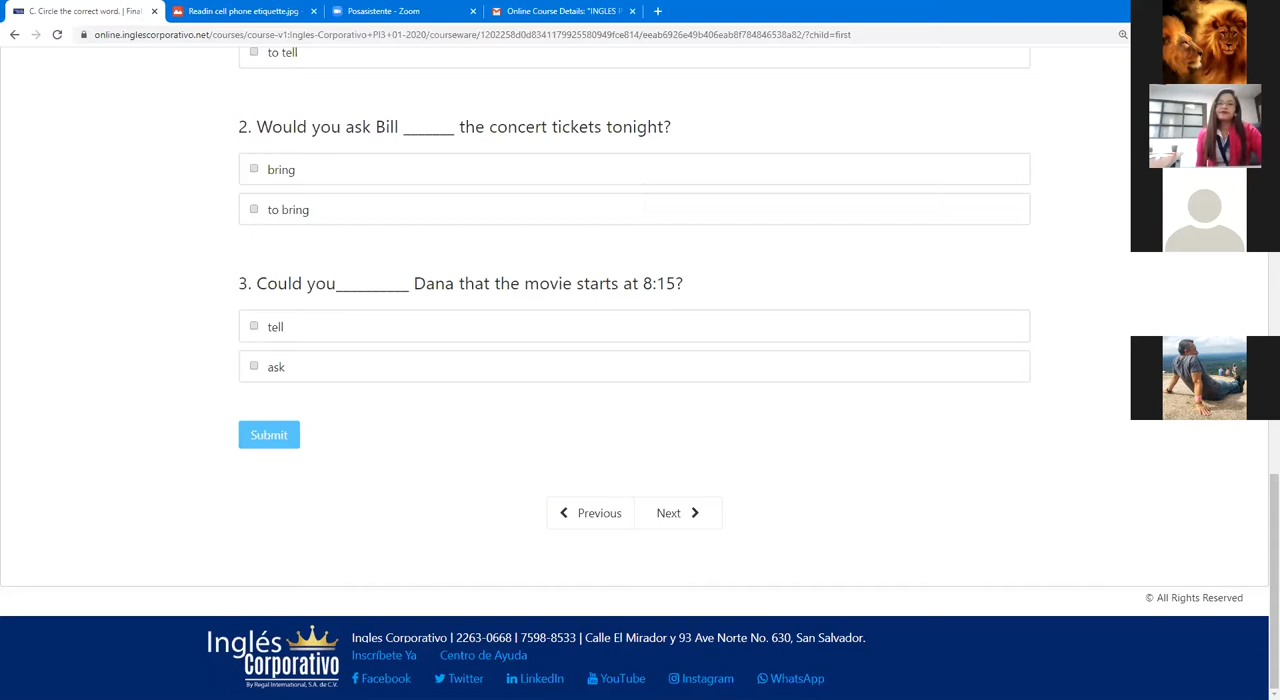 C. Circle the correct word. | Final
Readin cell phone etiquette.jpg -
Posasistente - Zoom
Online Course Details: "INGLES P
online.inglescorporativo.net/courses/course-v1:Ingles-Corporativo+PI3+01-2020/courseware/1202258d0d8341179925580949fce814/eeab6926e49b406eab8f784846538a82/?child=first
to tell
2. Would you ask Bill _______ the concert tickets tonight?
bring
to bring
3. Could you__________ Dana that the movie starts at 8:15?
tell
ask
Submit
Previous
Next
© All Rights Reserved
Inglés
Corporativo
By Regal International, S.A. de C.V.
Ingles Corporativo | 2263-0668 | 7598-8533 | Calle El Mirador y 93 Ave Norte No. 630, San Salvador.
Inscríbete Ya
Centro de Ayuda
Facebook
Twitter
LinkedIn
YouTube
Instagram
WhatsApp